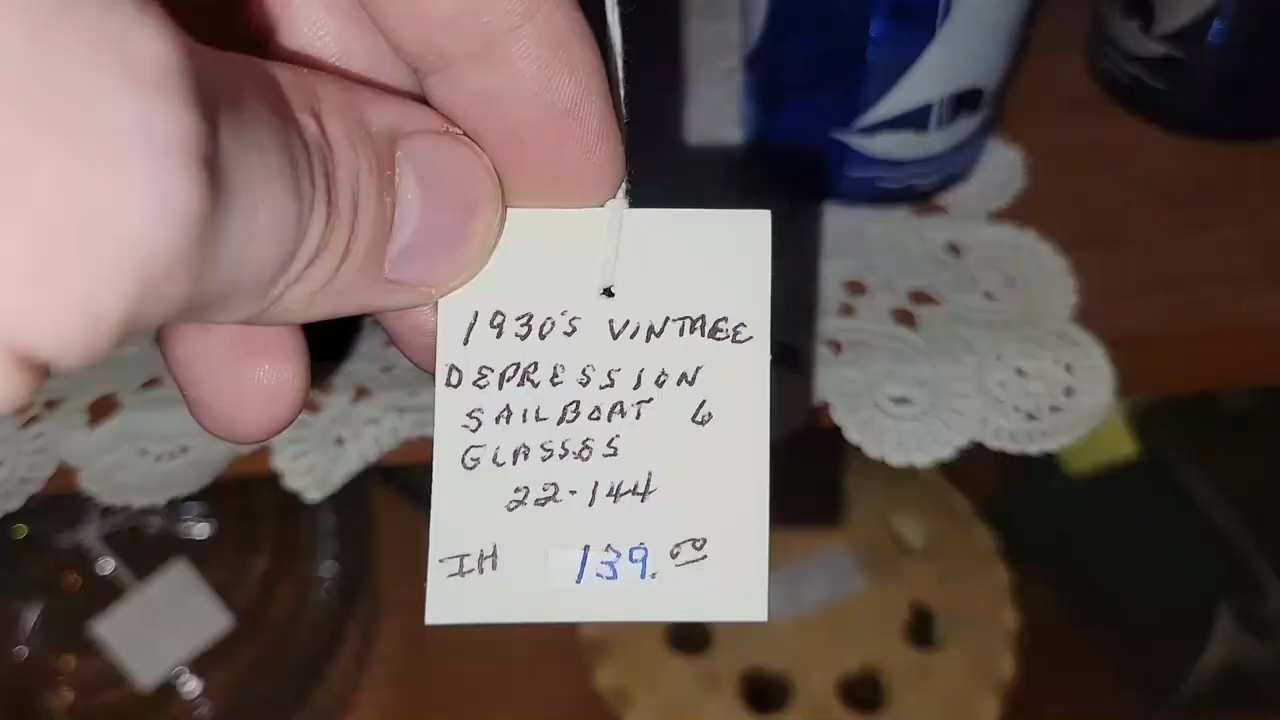 1930'S VINTAGE
DEPRESSION
SAILBOAT 6
GLASSES
22-144
IH 139.00